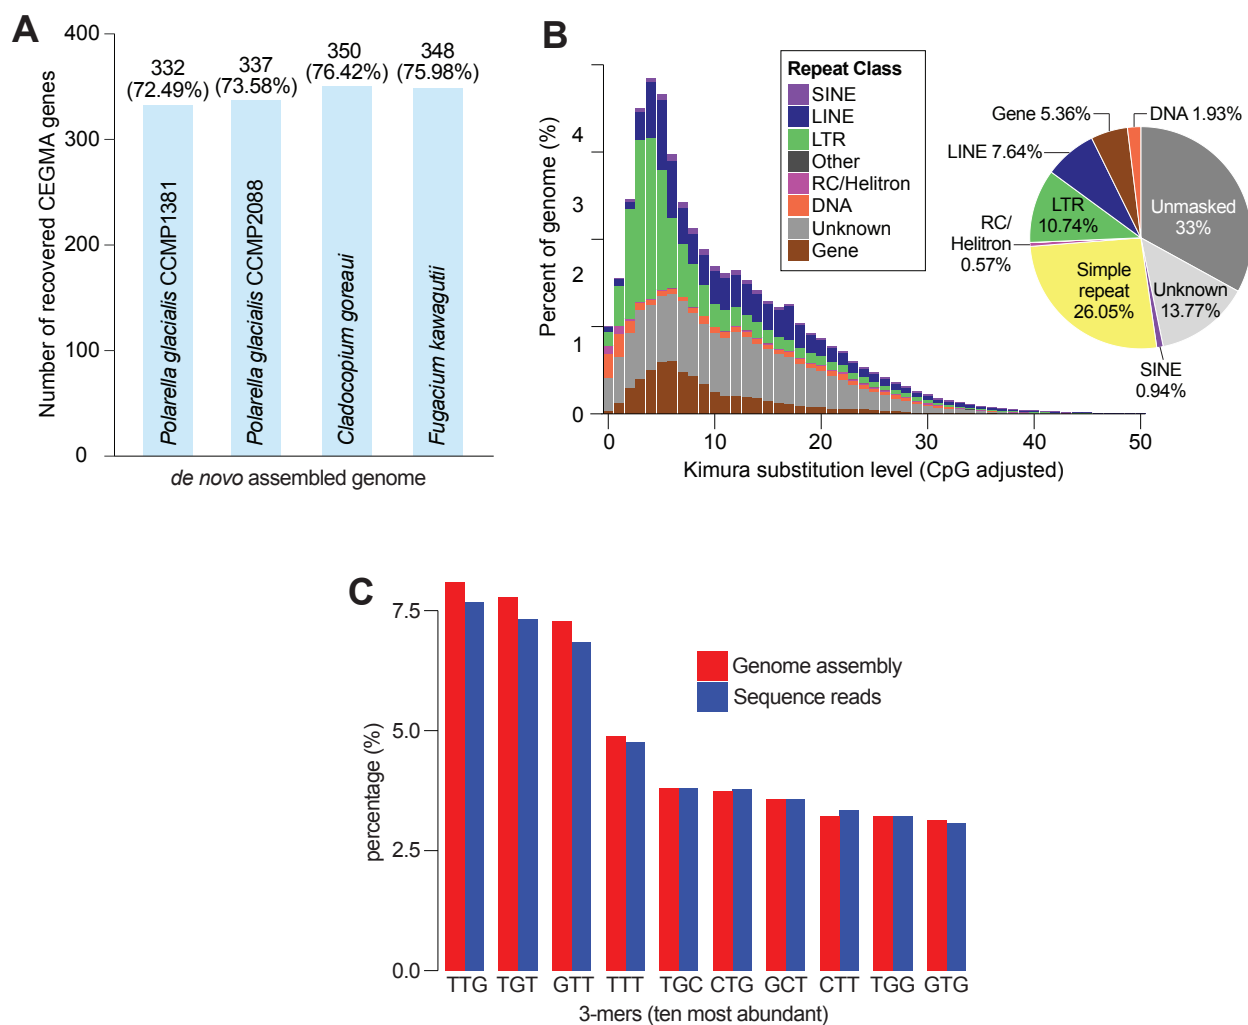 A
Number of recovered CEGMA genes
400
300
200
100
0
332
(72.49%)
337
(73.58%)
350
(76.42%)
348
(75.98%)
Polarella glacialis CCMP1381
Polarella glacialis CCMP2088
Cladocopium goreaui
Fugacium kawagutii
de novo assembled genome
B
Percent of genome (%)
4
3
2
1
0
Repeat Class
SINE
LINE
LTR
Other
RC/Helitron
DNA
Unknown
Gene
0
10
20
30
40
50
Kimura substitution level (CpG adjusted)
Gene 5.36%
DNA 1.93%
LINE 7.64%
LTR
10.74%
Unmasked
33%
RC/
Helitron
0.57%
Simple
repeat
26.05%
Unknown
13.77%
SINE
0.94%
C
percentage (%)
7.5
5.0
2.5
0.0
Genome assembly
Sequence reads
TTG
TGT
GTT
TTT
TGC
CTG
GCT
CTT
TGG
GTG
3-mers (ten most abundant)